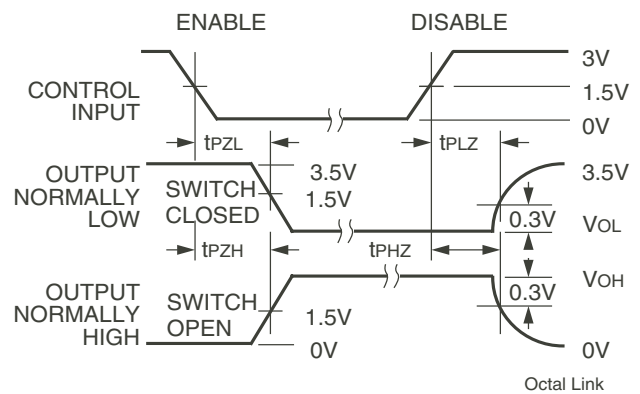 ENABLE DISABLE
3V
CONTROL INPUT
1.5V
0V
tPZL tPLZ
OUTPUT NORMALLY LOW
SWITCH CLOSED
3.5V
1.5V
3.5V
0.3V
VOL
tPZH tPHZ
OUTPUT NORMALLY HIGH
SWITCH OPEN
1.5V
0V
VOH
0.3V
0V
Octal Link